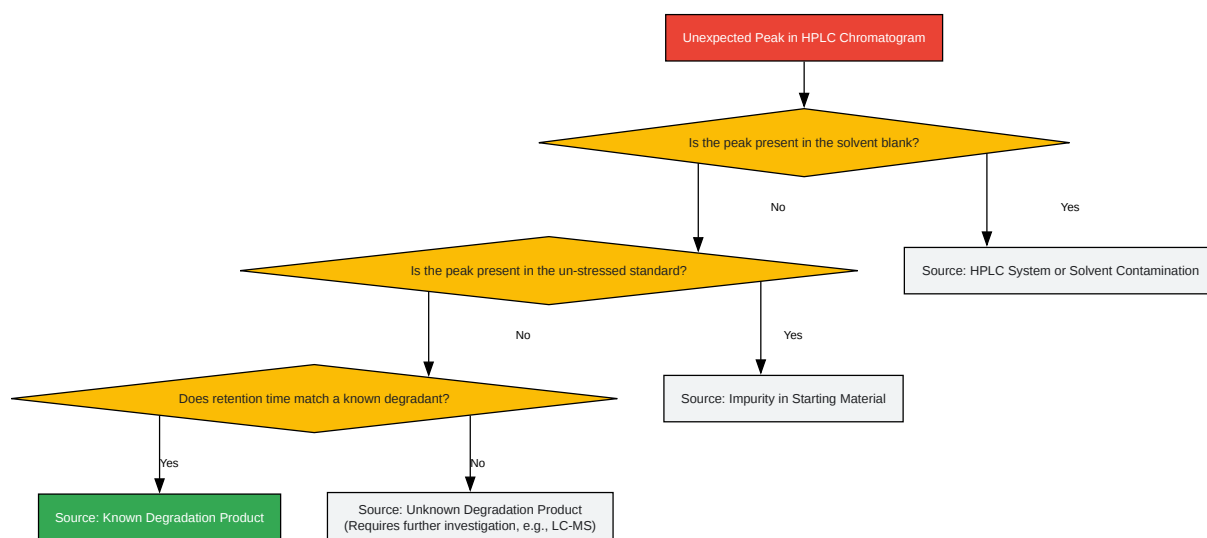 Unexpected Peak in HPLC Chromatogram
Is the peak present in the solvent blank?
No
Yes
Is the peak present in the un-stressed standard?
Source: HPLC System or Solvent Contamination
No
Yes
Does retention time match a known degradant?
Source: Impurity in Starting Material
Yes
No
Source: Known Degradation Product
Source: Unknown Degradation Product
(Requires further investigation, e.g., LC-MS)